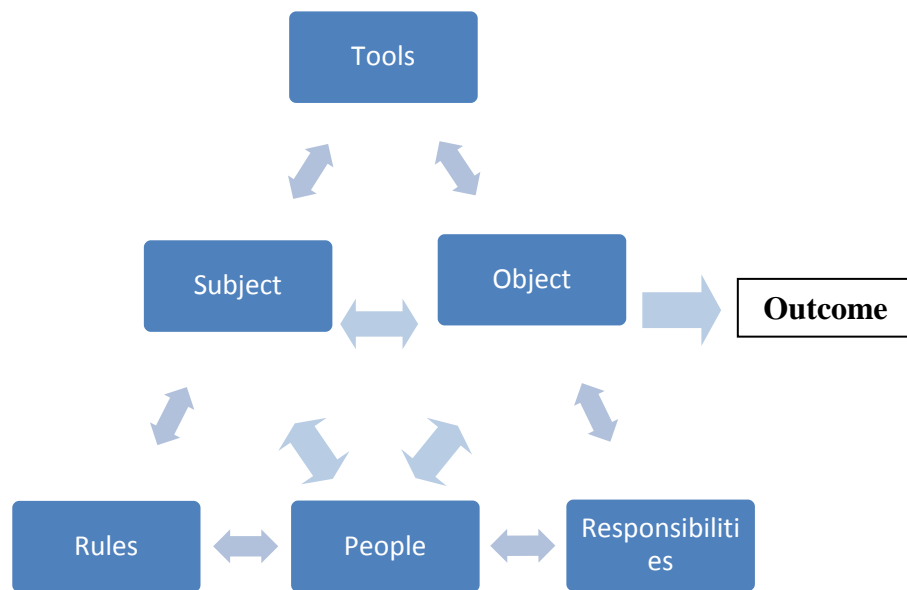 Tools
Subject
Object
Outcome
Rules
People
Responsibiliti
es